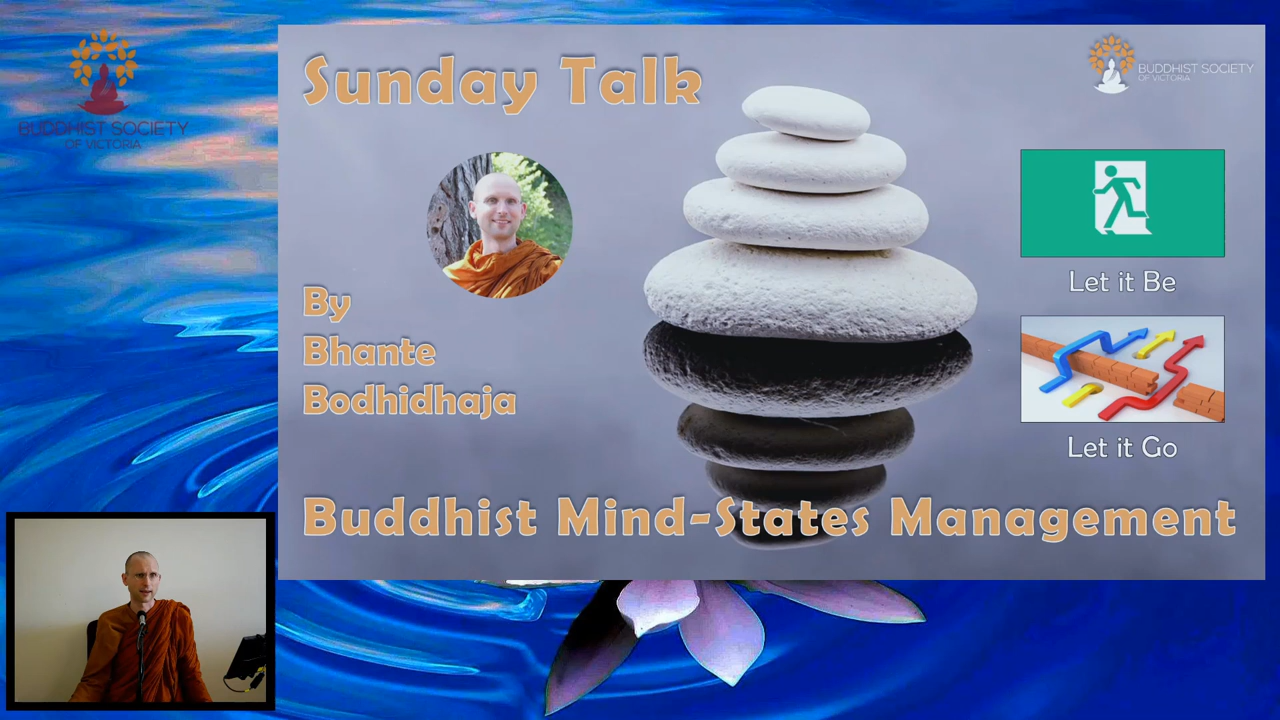 BUDDHIST SOCIETY
OF VICTORIA
Sunday Talk
BUDDHIST SOCIETY
OF VICTORIA
By
Bhante
Bodhidhaja
Let it Be
Let it Go
Buddhist Mind-States Management